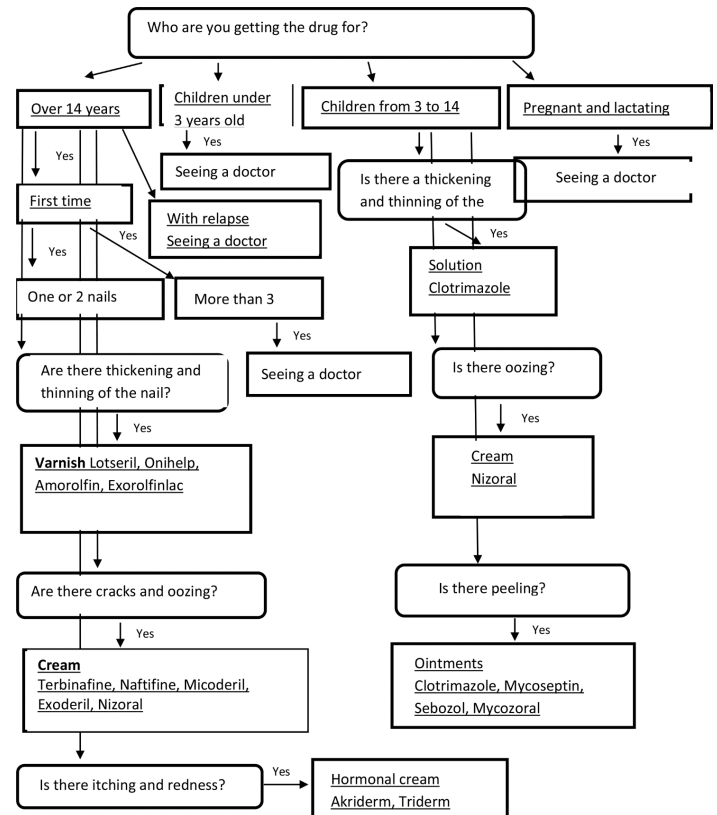 Who are you getting the drug for?
Over 14 years
Children under
3 years old
Children from 3 to 14
Pregnant and lactating
Yes
Yes
Yes
Seeing a doctor
Is there a thickening
and thinning of the
Seeing a doctor
First time
With relapse
Seeing a doctor
Yes
Yes
Yes
Solution
Clotrimazole
One or 2 nails
More than 3
Yes
Are there thickening and
thinning of the nail?
Seeing a doctor
Is there oozing?
Yes
Yes
Varnish Lotseril, Onihelp,
Amorolfin, Exorolfinlac
Cream
Nizoral
Are there cracks and oozing?
Is there peeling?
Yes
Yes
Cream
Terbinafine, Naftifine, Micoderil,
Exoderil, Nizoral
Ointments
Clotrimazole, Mycoseptin,
Sebozol, Mycozoral
Is there itching and redness?
Yes
Hormonal cream
Akriderm, Triderm